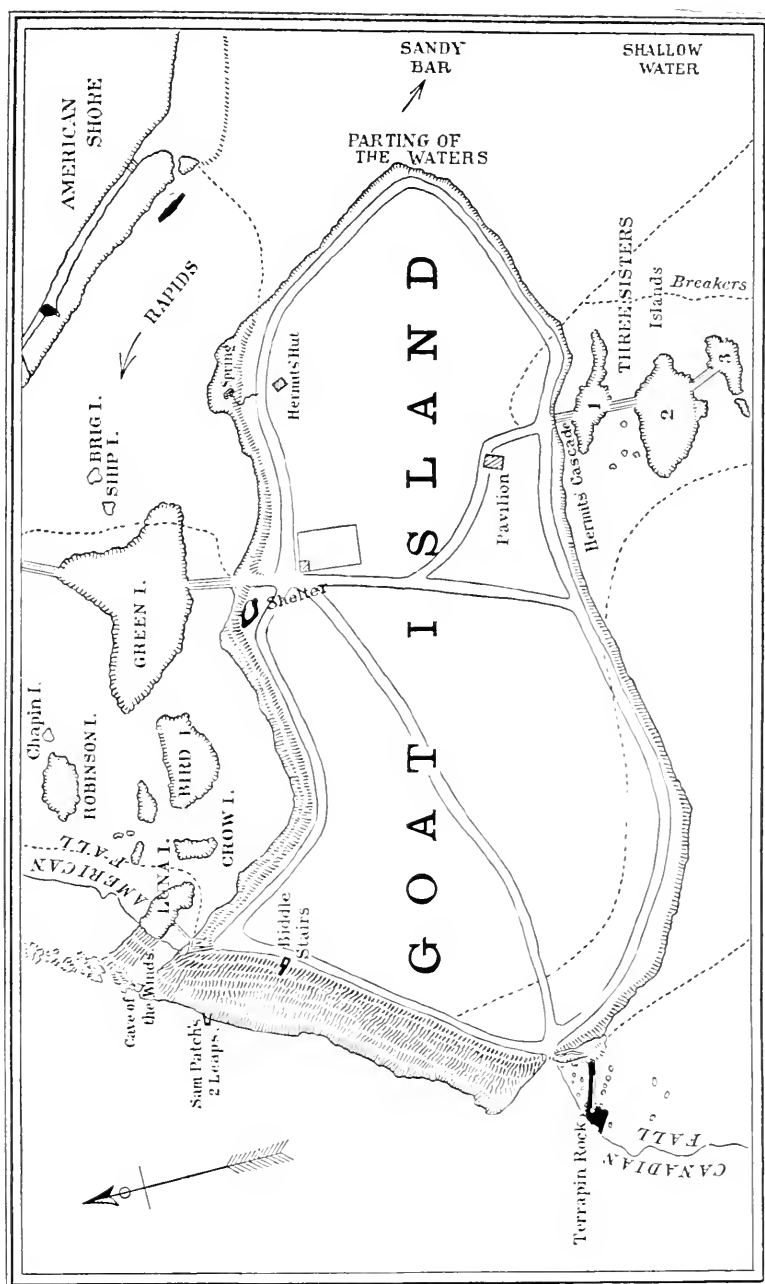 SANDY
BAR
SHALLOW
WATER
AMERICAN
SHORE
PARTING OF
THE WATERS
RAPIDS
THREE SISTERS
Islands
Breakers
Spring
Hermits' Hut
1
2
3
BRIG I.
SHIP I.
Hermits Cascade
Pavilion
GREEN I.
Shelter
GOAT ISLAND
Chapin I.
ROBINSON I.
BIRD I.
CROW I.
AMERICAN
FALL
LUNA I.
Biddle
Stairs
Cave of
the Winds
Sam Patch's
2 Leaps.
Terrapin Rock
CANADIAN
FALL